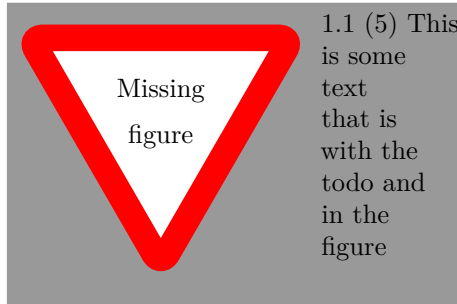 Missing
figure
1.1 (5) This
is some
text
that is
with the
todo and
in the
figure